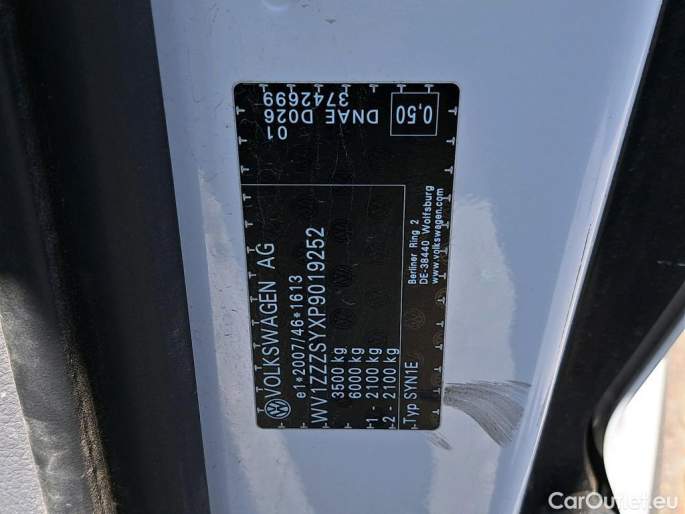 VOLKSWAGEN AG
e1*2007/46*1613
WV1ZZZSYXP9019252
3500 kg
6000 kg
1 - 2100 kg
2 - 2100 kg
Typ SYN1E
Berliner Ring 2
DE-38440 Wolfsburg
www.volkswagen.com
01
DNAE D026
3742699
0,50
CarOutlet.eu